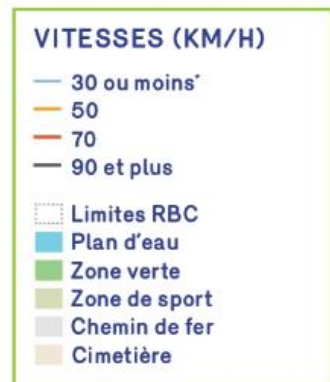 VITESSES (KM/H)
30 ou moins*
50
70
90 et plus
Limites RBC
Plan d'eau
Zone verte
Zone de sport
Chemin de fer
Cimetière